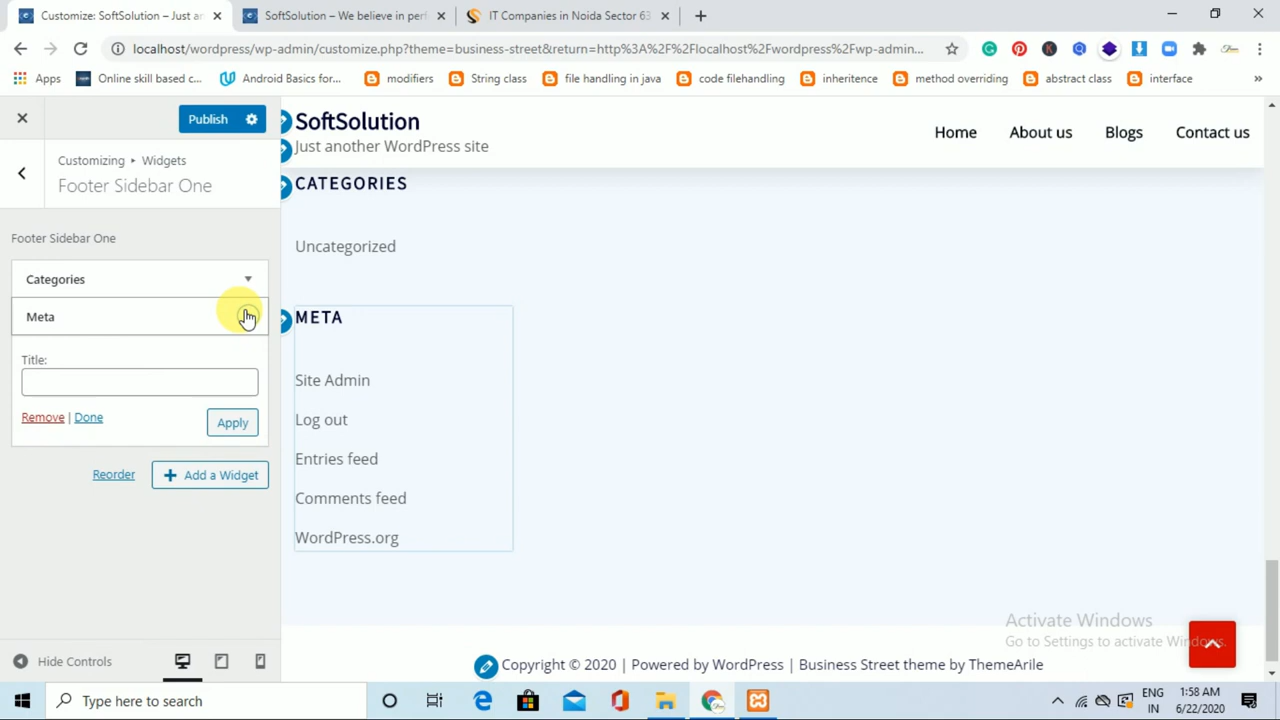 Customize: SoftSolution – Just an
SoftSolution – We believe in perf
IT Companies in Noida Sector 63
localhost/wordpress/wp-admin/customize.php?theme=business-street&return=http%3A%2F%2Flocalhost%2Fwordpress%2Fwp-admin...
Apps
Online skill based c...
Android Basics for...
modifiers
String class
file handling in java
code filehandling
inheritence
method overriding
abstract class
interface
»
Publish
Customizing ▸ Widgets
Footer Sidebar One
Footer Sidebar One
Categories
Meta
Title:
Remove | Done
Apply
Reorder
Add a Widget
Hide Controls
SoftSolution
Just another WordPress site
Home
About us
Blogs
Contact us
CATEGORIES
Uncategorized
META
Site Admin
Log out
Entries feed
Comments feed
WordPress.org
Activate Windows
Go to Settings to activate Windows.
Copyright © 2020 | Powered by WordPress | Business Street theme by ThemeArile
Type here to search
ENG
IN
1:58 AM
6/22/2020